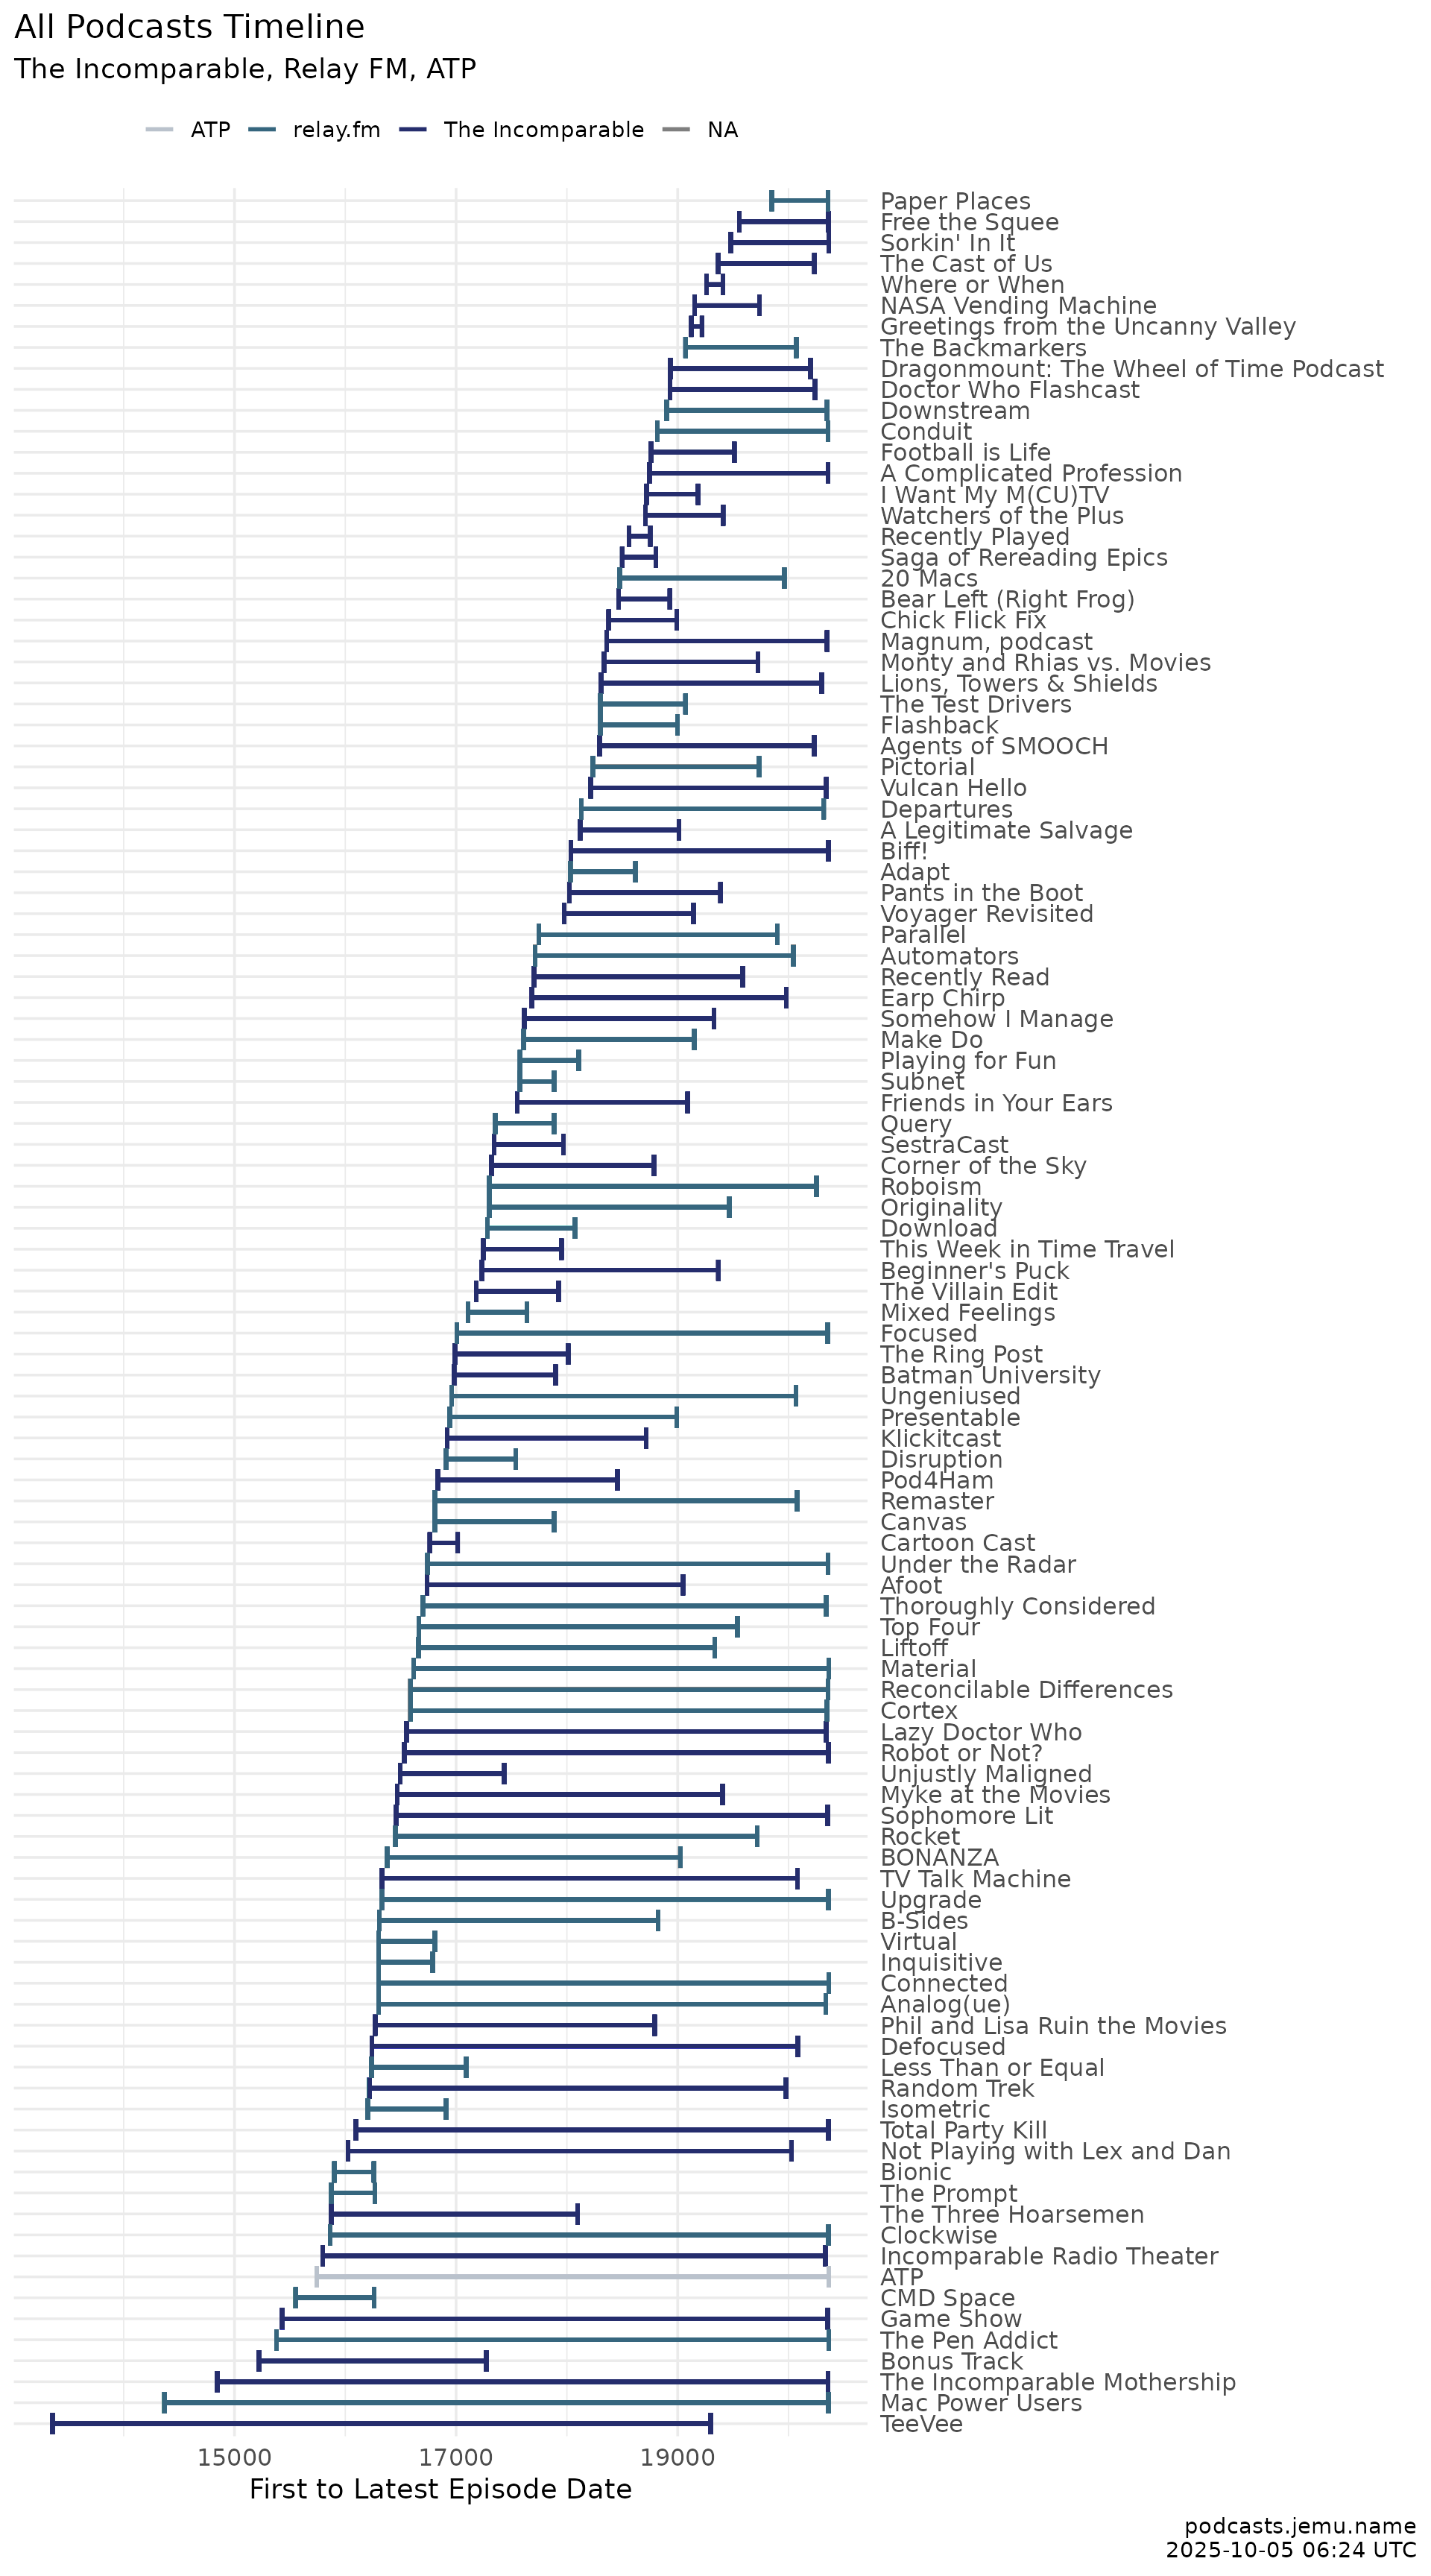 All Podcasts Timeline
The Incomparable, Relay FM, ATP
ATP relay.fm The Incomparable NA
Paper Places
Free the Squee
Sorkin' In It
The Cast of Us
Where or When
NASA Vending Machine
Greetings from the Uncanny Valley
The Backmarkers
Dragonmount: The Wheel of Time Podcast
Doctor Who Flashcast
Downstream
Conduit
Football is Life
A Complicated Profession
I Want My M(CU)TV
Watchers of the Plus
Recently Played
Saga of Rereading Epics
20 Macs
Bear Left (Right Frog)
Chick Flick Fix
Magnum, podcast
Monty and Rhias vs. Movies
Lions, Towers & Shields
The Test Drivers
Flashback
Agents of SMOOCH
Pictorial
Vulcan Hello
Departures
A Legitimate Salvage
Biff!
Adapt
Pants in the Boot
Voyager Revisited
Parallel
Automators
Recently Read
Earp Chirp
Somehow I Manage
Make Do
Playing for Fun
Subnet
Friends in Your Ears
Query
SestraCast
Corner of the Sky
Roboism
Originality
Download
This Week in Time Travel
Beginner's Puck
The Villain Edit
Mixed Feelings
Focused
The Ring Post
Batman University
Ungeniused
Presentable
Klickitcast
Disruption
Pod4Ham
Remaster
Canvas
Cartoon Cast
Under the Radar
Afoot
Thoroughly Considered
Top Four
Liftoff
Material
Reconcilable Differences
Cortex
Lazy Doctor Who
Robot or Not?
Unjustly Maligned
Myke at the Movies
Sophomore Lit
Rocket
BONANZA
TV Talk Machine
Upgrade
B-Sides
Virtual
Inquisitive
Connected
Analog(ue)
Phil and Lisa Ruin the Movies
Defocused
Less Than or Equal
Random Trek
Isometric
Total Party Kill
Not Playing with Lex and Dan
Bionic
The Prompt
The Three Hoarsemen
Clockwise
Incomparable Radio Theater
ATP
CMD Space
Game Show
The Pen Addict
Bonus Track
The Incomparable Mothership
Mac Power Users
TeeVee
15000 17000 19000
First to Latest Episode Date
podcasts.jemu.name
2025-10-05 06:24 UTC